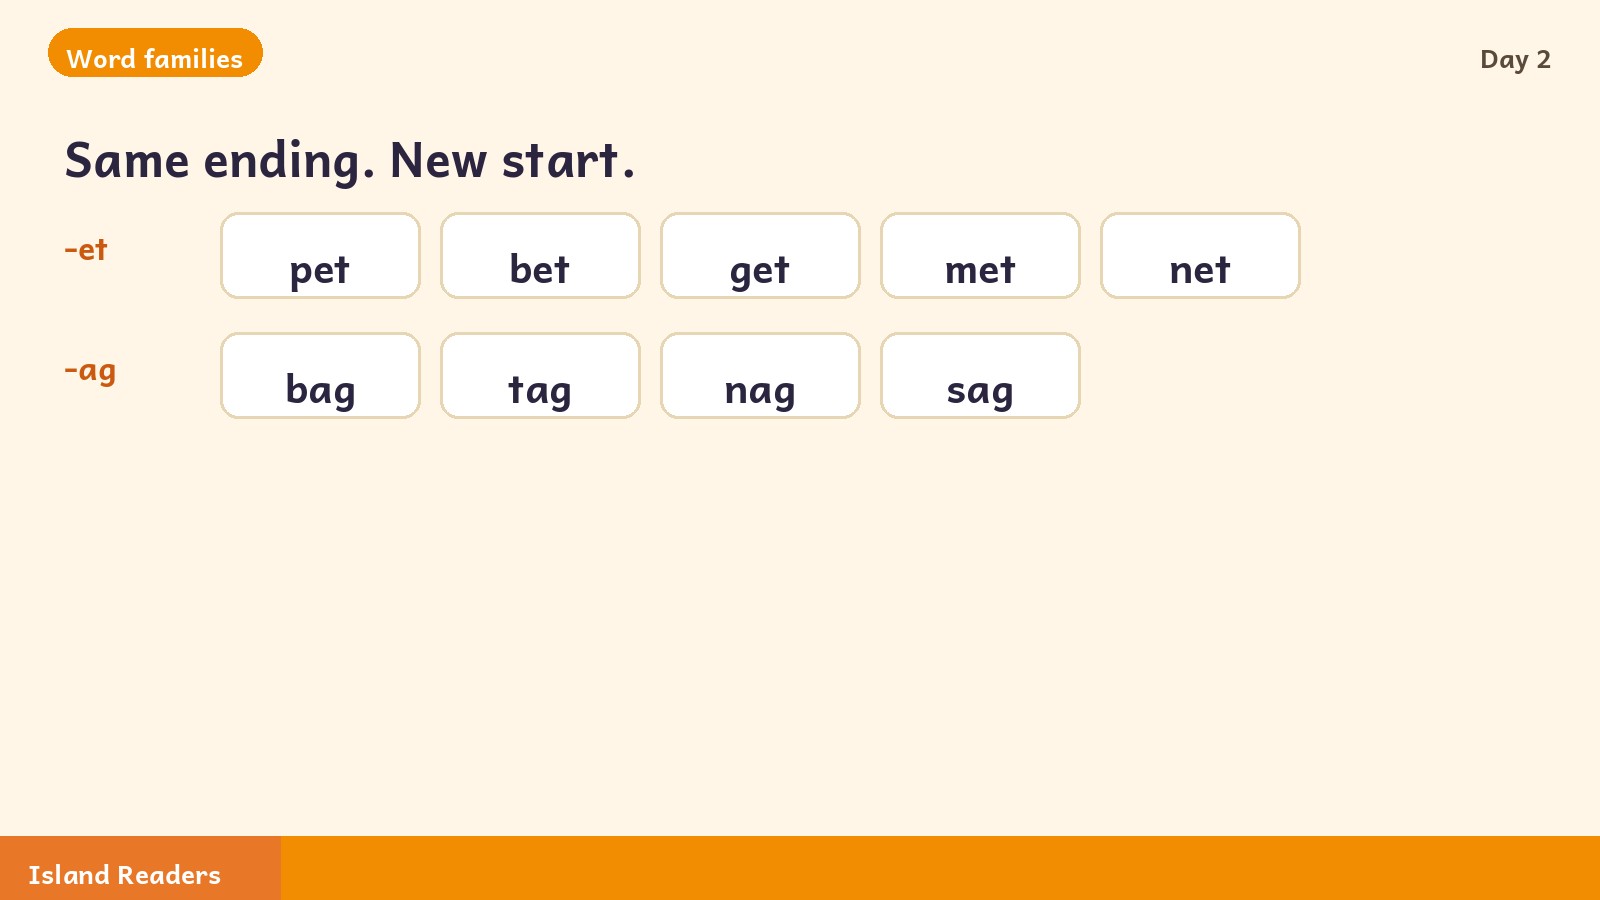 Word families
Day 2
Same ending. New start.
-et pet bet get met net
-ag bag tag nag sag
Island Readers